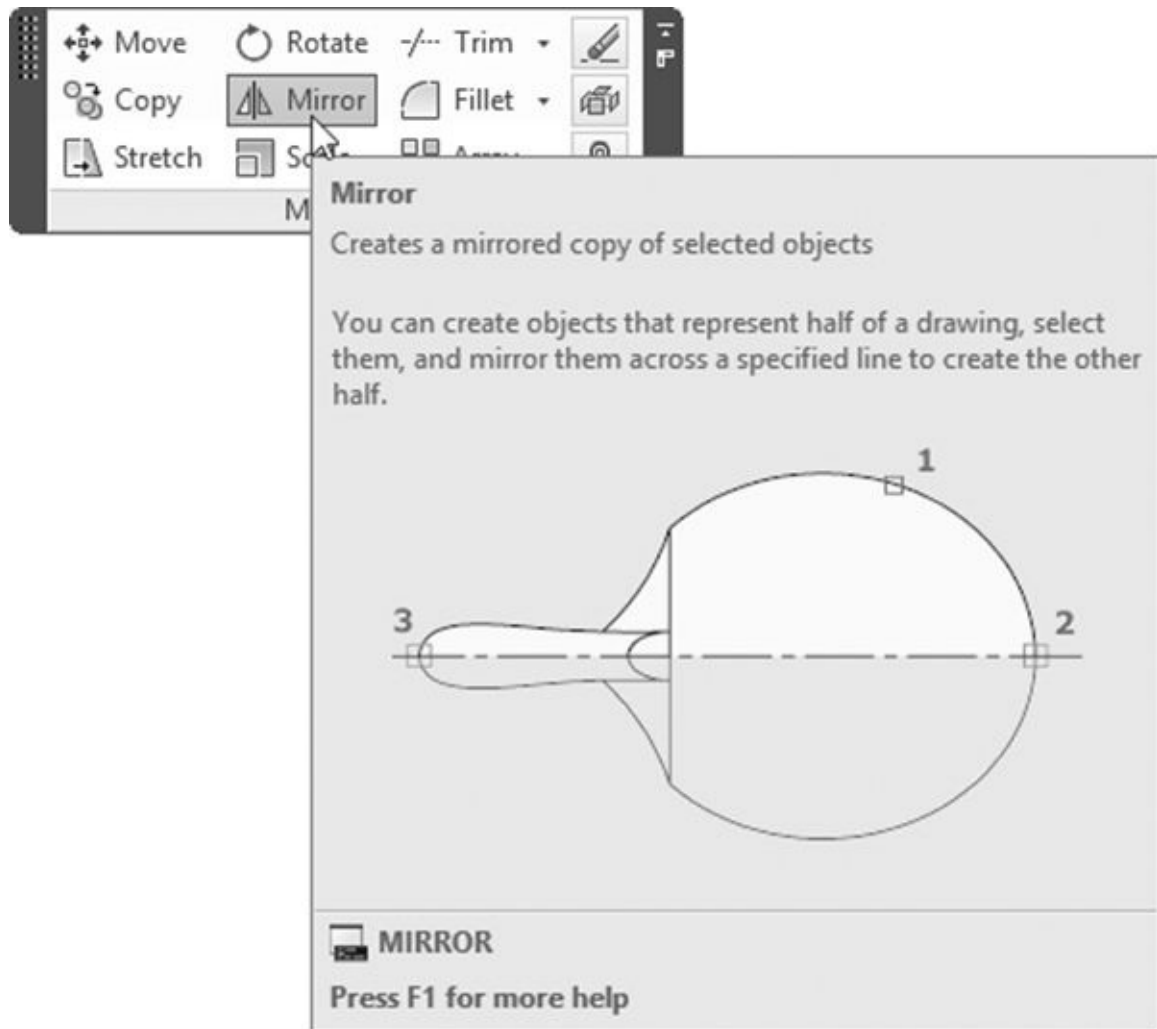 Move Rotate Trim
Copy Mirror Fillet
Stretch
M
Mirror
Creates a mirrored copy of selected objects
You can create objects that represent half of a drawing, select
them, and mirror them across a specified line to create the other
half.
1
2
3
MIRROR
Press F1 for more help